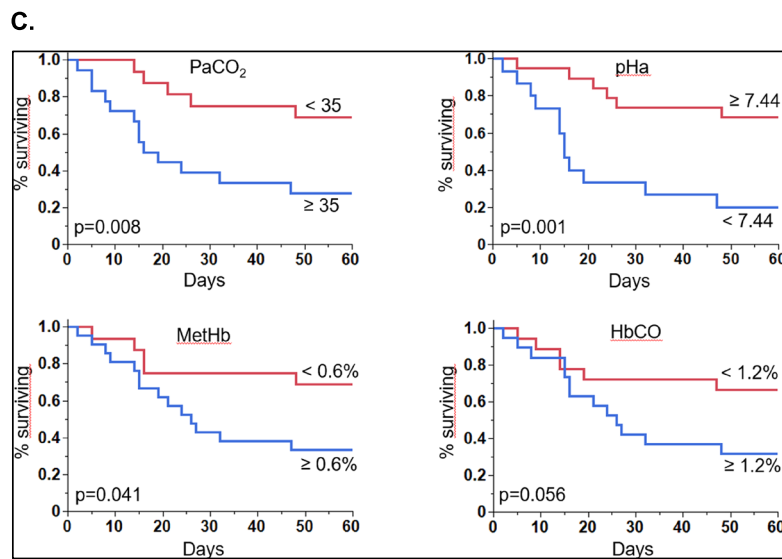 C.
PaCO₂
% surviving
1.0
0.8
0.6
0.4
0.2
0
< 35
≥ 35
p=0.008
0 10 20 30 40 50 60
Days
pHa
% surviving
1.0
0.8
0.6
0.4
0.2
0
≥ 7.44
< 7.44
p=0.001
0 10 20 30 40 50 60
Days
MetHb
% surviving
1.0
0.8
0.6
0.4
0.2
0
< 0.6%
≥ 0.6%
p=0.041
0 10 20 30 40 50 60
Days
HbCO
% surviving
1.0
0.8
0.6
0.4
0.2
0.0
< 1.2%
≥ 1.2%
p=0.056
0 10 20 30 40 50 60
Days